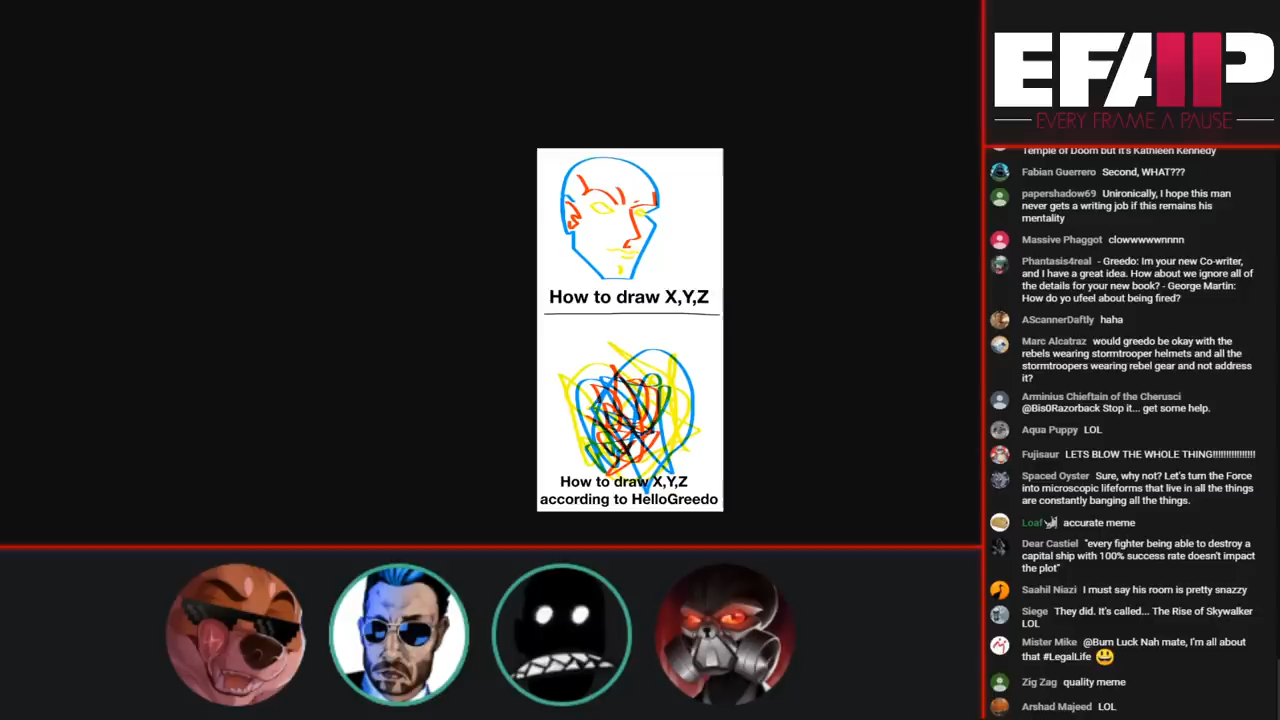 How to draw X,Y,Z
How to draw X,Y,Z
according to HelloGreedo
EFAP
EVERY FRAME A PAUSE
Temple of Doom but it's Kathleen Kennedy
Fabian Guerrero Second, WHAT???
papershadow69 Unironically, I hope this man
never gets a writing job if this remains his
mentality
Massive Phaggot clowwwwwnnnn
Phantasis4real - Greedo: Im your new Co-writer,
and I have a great idea. How about we ignore all of
the details for your new book? - George Martin:
How do yo ufeel about being fired?
AScannerDaftly haha
Marc Alcatraz would greedo be okay with the
rebels wearing stormtrooper helmets and all the
stormtroopers wearing rebel gear and not address
it?
Arminius Chieftain of the Cherusci
@Bis0Razorback Stop it... get some help.
Aqua Puppy LOL
Fujisaur LETS BLOW THE WHOLE THING!!!!!!!!!!!!!!!!
Spaced Oyster Sure, why not? Let's turn the Force
into microscopic lifeforms that live in all the things
are constantly banging all the things.
Loaf accurate meme
Dear Castiel "every fighter being able to destroy a
capital ship with 100% success rate doesn't impact
the plot"
Saahil Niazi I must say his room is pretty snazzy
Siege They did. It's called... The Rise of Skywalker
LOL
Mister Mike @Burn Luck Nah mate, I'm all about
that #LegalLife 😃
Zig Zag quality meme
Arshad Majeed LOL